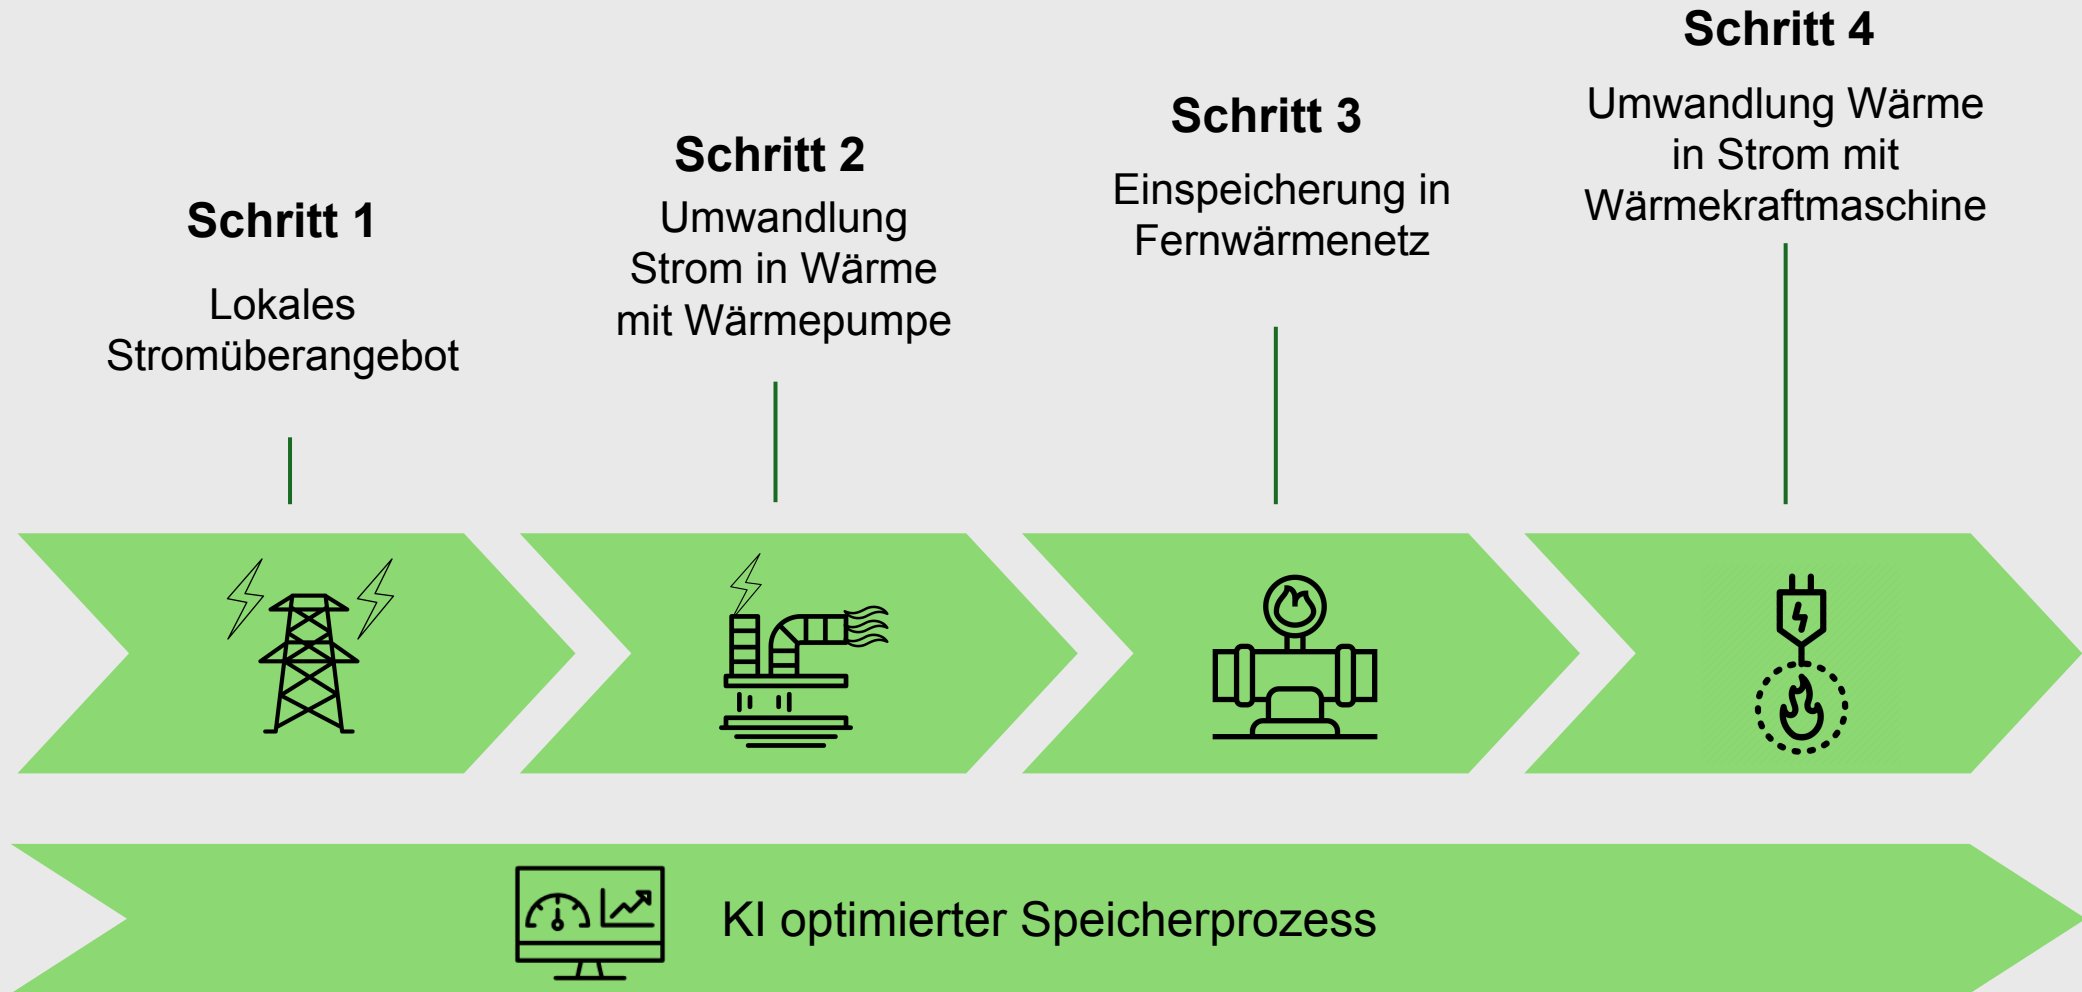 Schritt 1
Lokales
Stromüberangebot
Schritt 2
Umwandlung
Strom in Wärme
mit Wärmepumpe
Schritt 3
Einspeicherung in
Fernwärmenetz
Schritt 4
Umwandlung Wärme
in Strom mit
Wärmekraftmaschine
KI optimierter Speicherprozess